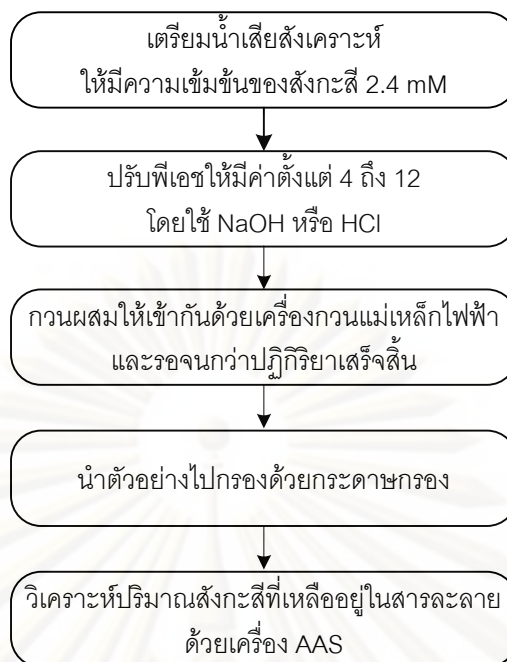 เตรียมน้ำเสียสังเคราะห์
ให้มีความเข้มข้นของสังกะสี 2.4 mM
ปรับพีเอชให้มีค่าตั้งแต่ 4 ถึง 12
โดยใช้ NaOH หรือ HCl
กวนผสมให้เข้ากันด้วยเครื่องกวนแม่เหล็กไฟฟ้า
และรอจนกว่าปฏิกิริยาเสร็จสิ้น
นำตัวอย่างไปกรองด้วยกระดาษกรอง
วิเคราะห์ปริมาณสังกะสีที่เหลืออยู่ในสารละลาย
ด้วยเครื่อง AAS